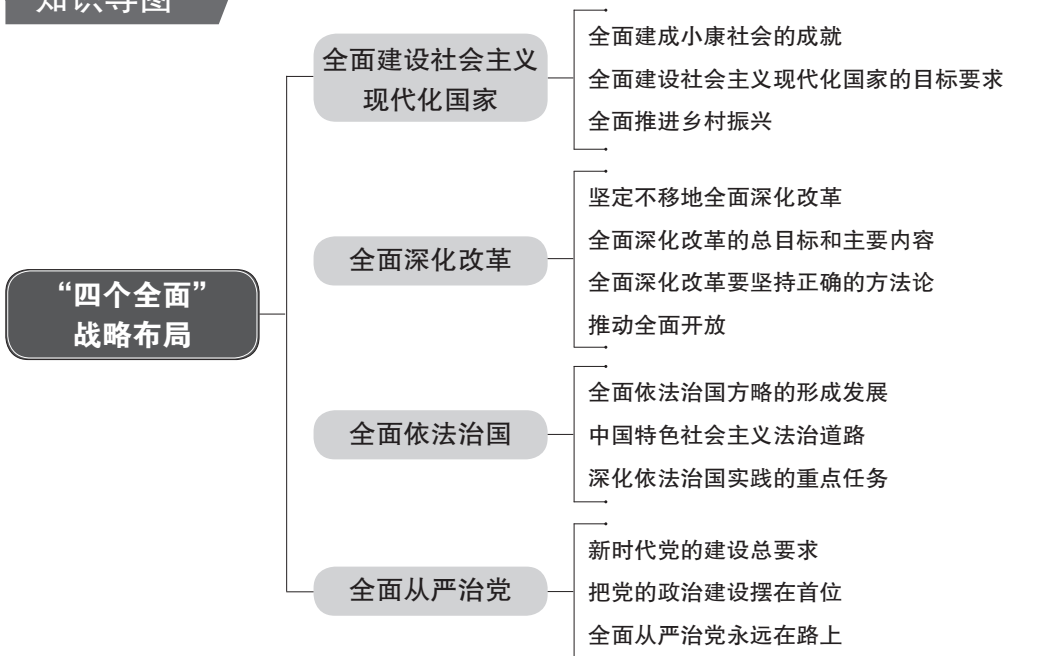 知识导图
“四个全面”
战略布局
全面建设社会主义
现代化国家
全面建成小康社会的成就
全面建设社会主义现代化国家的目标要求
全面推进乡村振兴
全面深化改革
坚定不移地全面深化改革
全面深化改革的总目标和主要内容
全面深化改革要坚持正确的方法论
推动全面开放
全面依法治国
全面依法治国方略的形成发展
中国特色社会主义法治道路
深化依法治国实践的重点任务
全面从严治党
新时代党的建设总要求
把党的政治建设摆在首位
全面从严治党永远在路上